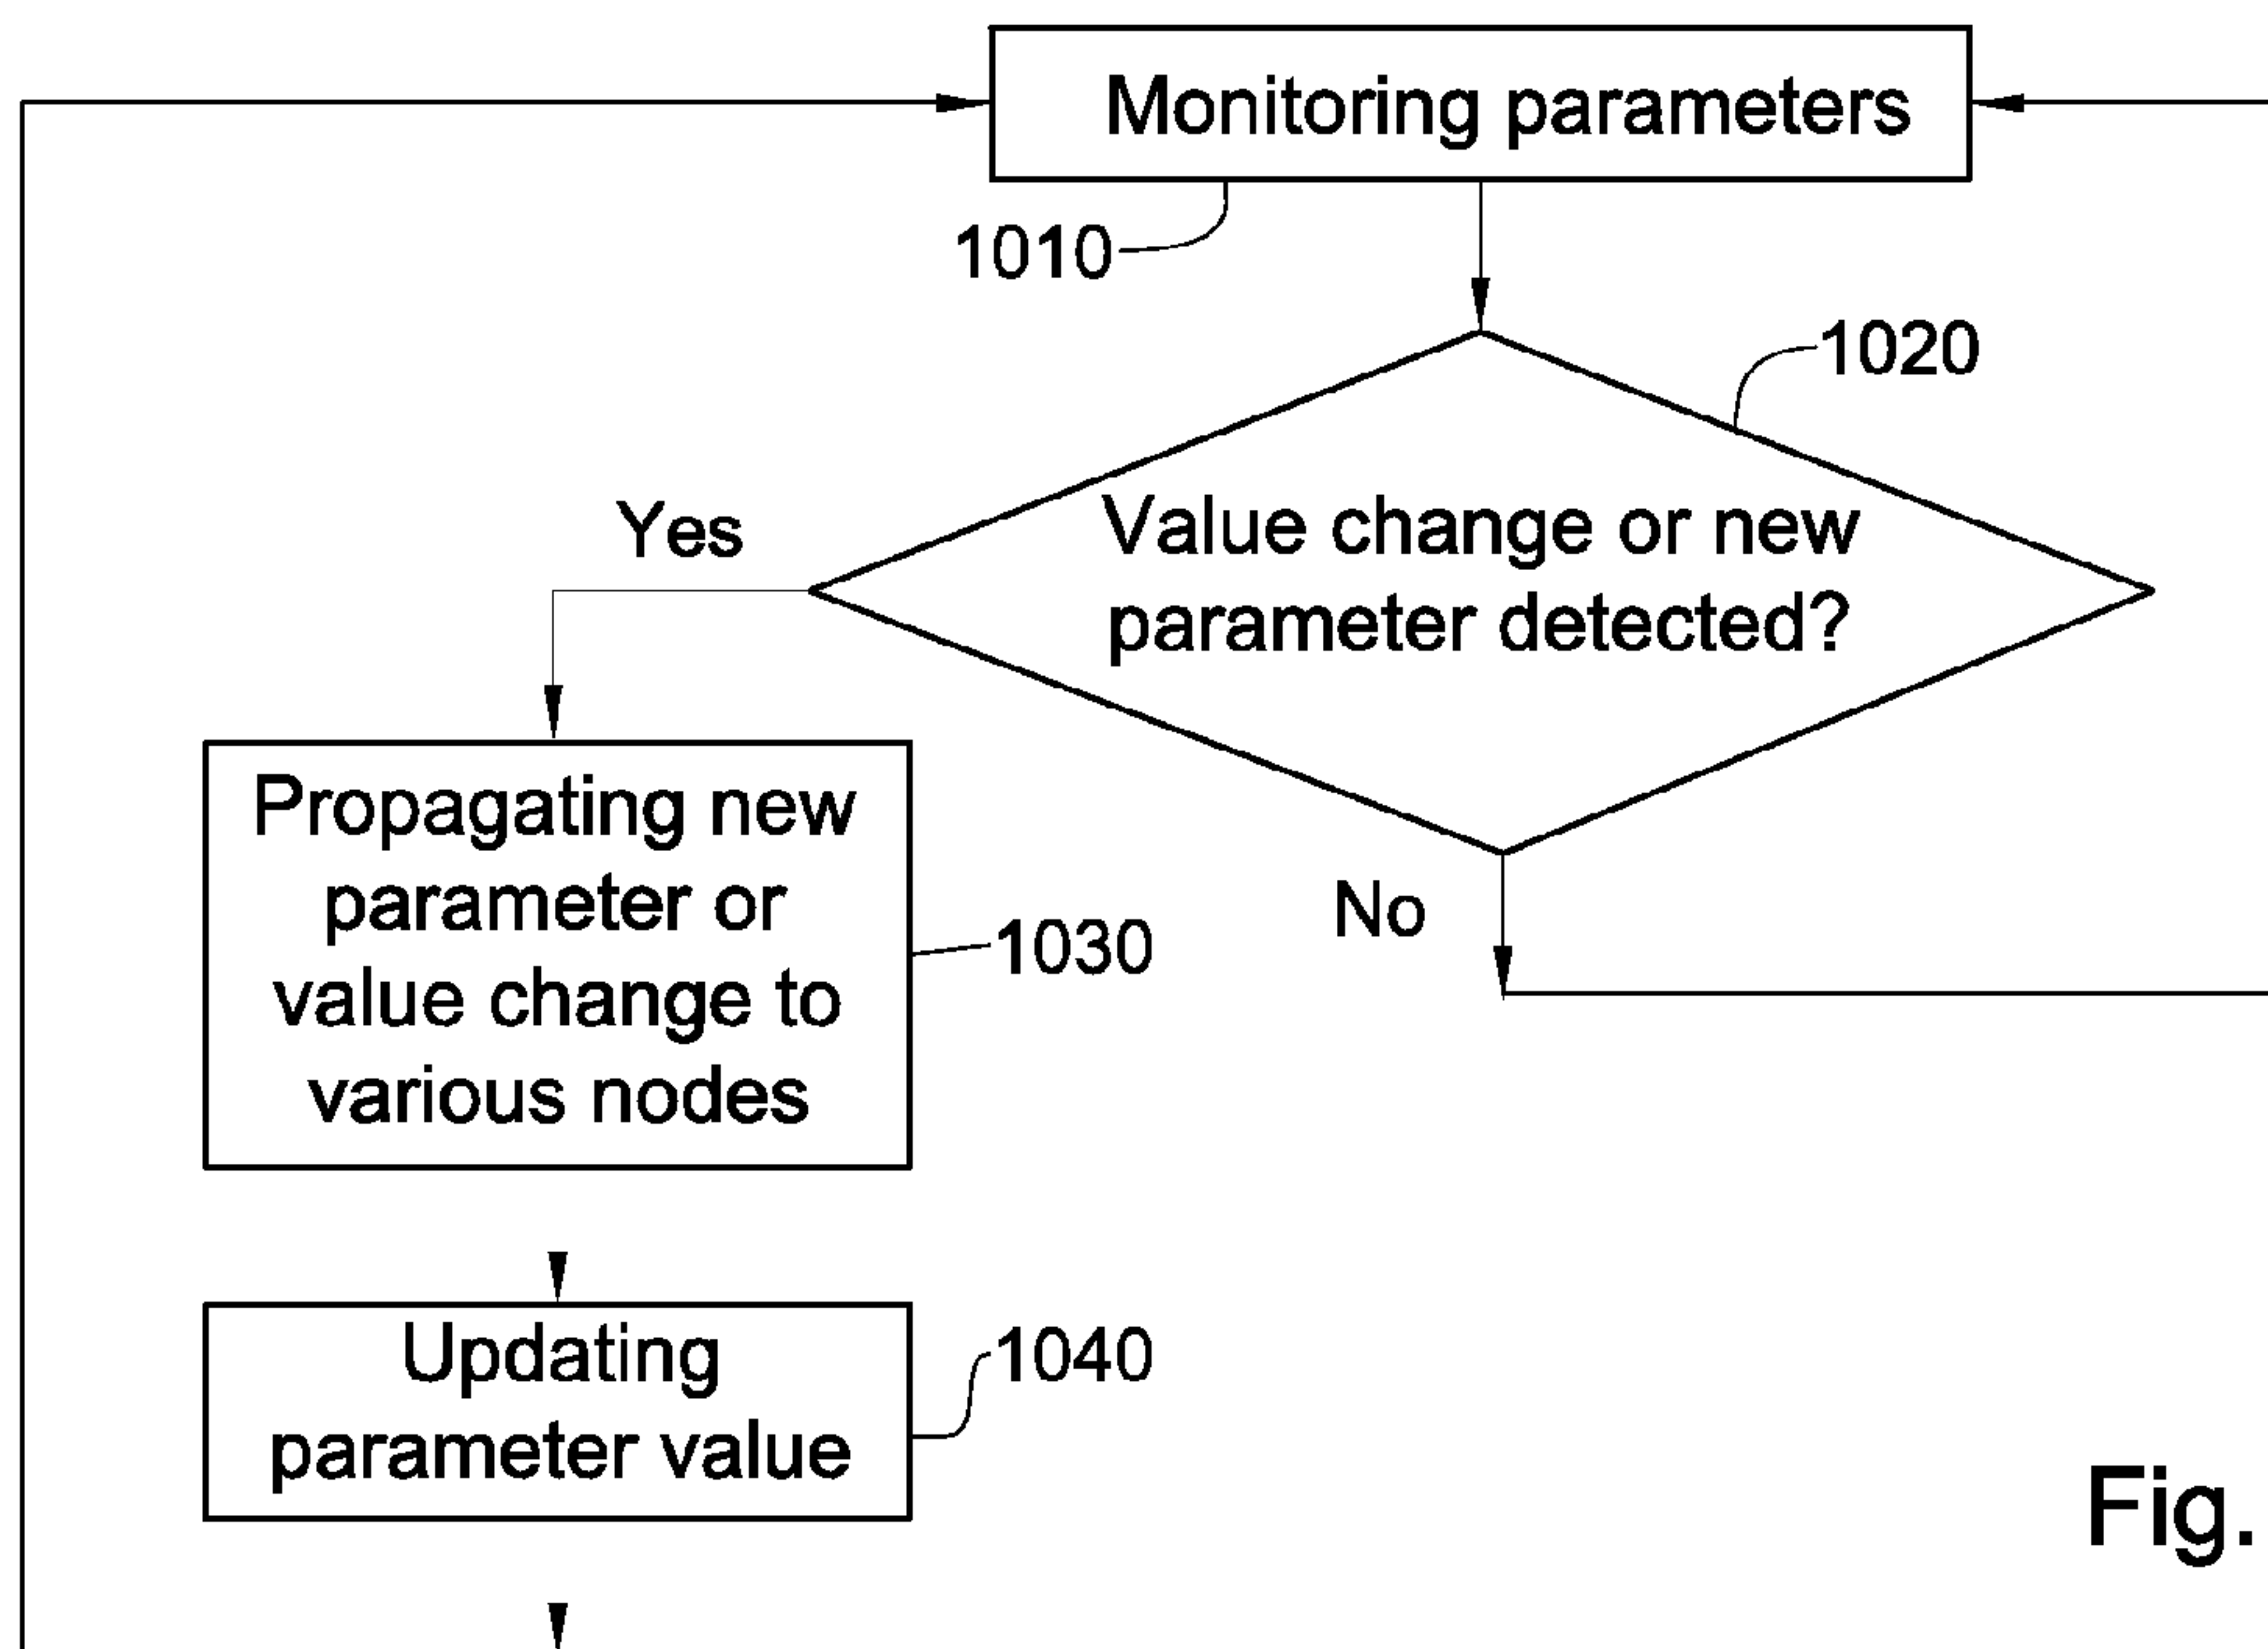 Monitoring parameters
1010
1020
Value change or new
parameter detected?
Yes
No
Propagating new
parameter or
value change to
various nodes
1030
Updating
parameter value
1040
Fig.